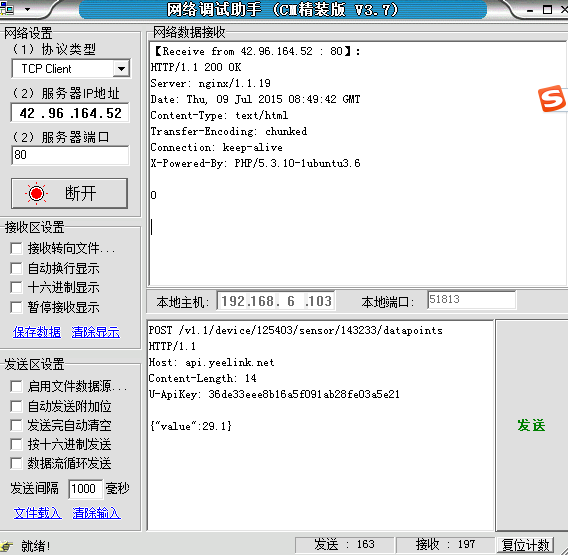 网络调试助手 (CM精装版 V3.7)
网络设置
(1) 协议类型
TCP Client
(2) 服务器IP地址
42 .96 .164.52
(2) 服务器端口
80
断开
接收区设置
接收转向文件...
自动换行显示
十六进制显示
暂停接收显示
保存数据 清除显示
发送区设置
启用文件数据源...
自动发送附加位
发送完自动清空
按十六进制发送
数据流循环发送
发送间隔 1000 毫秒
文件载入 清除输入
网络数据接收
【Receive from 42.96.164.52 : 80】:
HTTP/1.1 200 OK
Server: nginx/1.1.19
Date: Thu, 09 Jul 2015 08:49:42 GMT
Content-Type: text/html
Transfer-Encoding: chunked
Connection: keep-alive
X-Powered-By: PHP/5.3.10-1ubuntu3.6
0
本地主机: 192.168. 6 .103 本地端口: 51813
POST /v1.1/device/125403/sensor/143233/datapoints
HTTP/1.1
Host: api.yeelink.net
Content-Length: 14
U-ApiKey: 36de33eee8b16a5f091ab28fe03a5e21
{"value":29.1}
发送
就绪! 发送 : 163 接收 : 197 复位计数
S